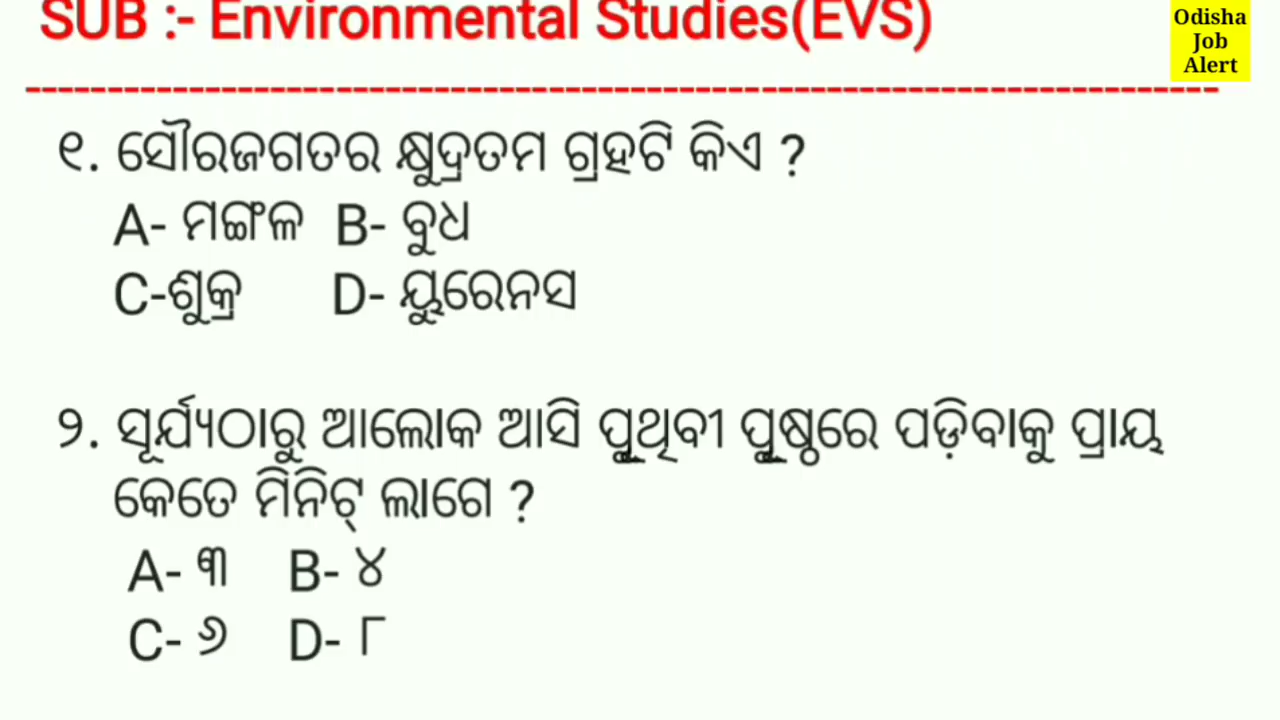 SUB :- Environmental Studies(EVS)
Odisha
Job
Alert
--------------------------------------------------------------------------
୧. ସୌରଜଗତର କ୍ଷୁଦ୍ରତମ ଗ୍ରହଟି କିଏ ?
A- ମଙ୍ଗଳ B- ବୁଧ
C-ଶୁକ୍ର D- ୟୁରେନସ
୨. ସୂର୍ଯ୍ୟଠାରୁ ଆଲୋକ ଆସି ପୃୁଥିବୀ ପୃୁଷ୍ଠରେ ପଡ଼ିବାକୁ ପ୍ରାୟ
କେତେ ମିନିଟ୍ ଲାଗେ ?
A- ୩ B- ୪
C- ୬ D- ୮